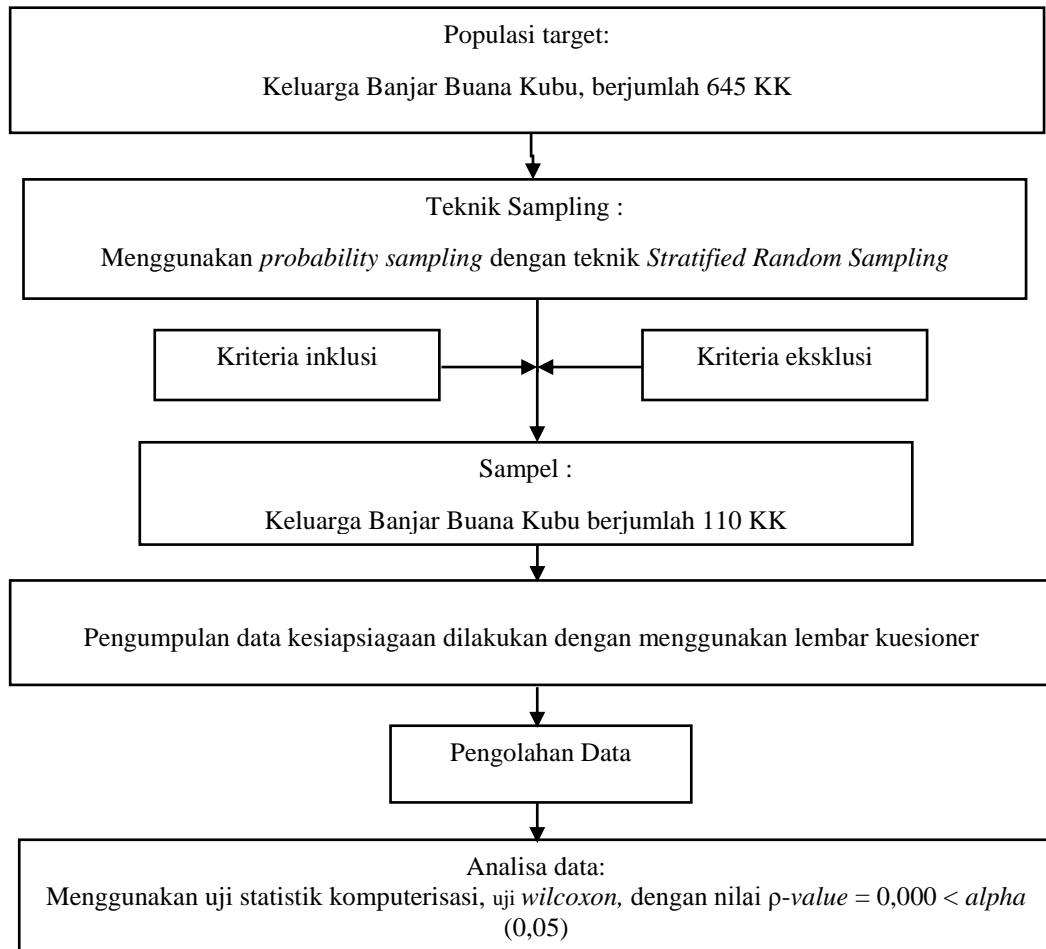 Populasi target:
Keluarga Banjar Buana Kubu, berjumlah 645 KK
Teknik Sampling :
Menggunakan probability sampling dengan teknik Stratified Random Sampling
Kriteria inklusi
Kriteria eksklusi
Sampel :
Keluarga Banjar Buana Kubu berjumlah 110 KK
Pengumpulan data kesiapsiagaan dilakukan dengan menggunakan lembar kuesioner
Pengolahan Data
Analisa data:
Menggunakan uji statistik komputerisasi, uji wilcoxon, dengan nilai ρ-value = 0,000 < alpha
(0,05)